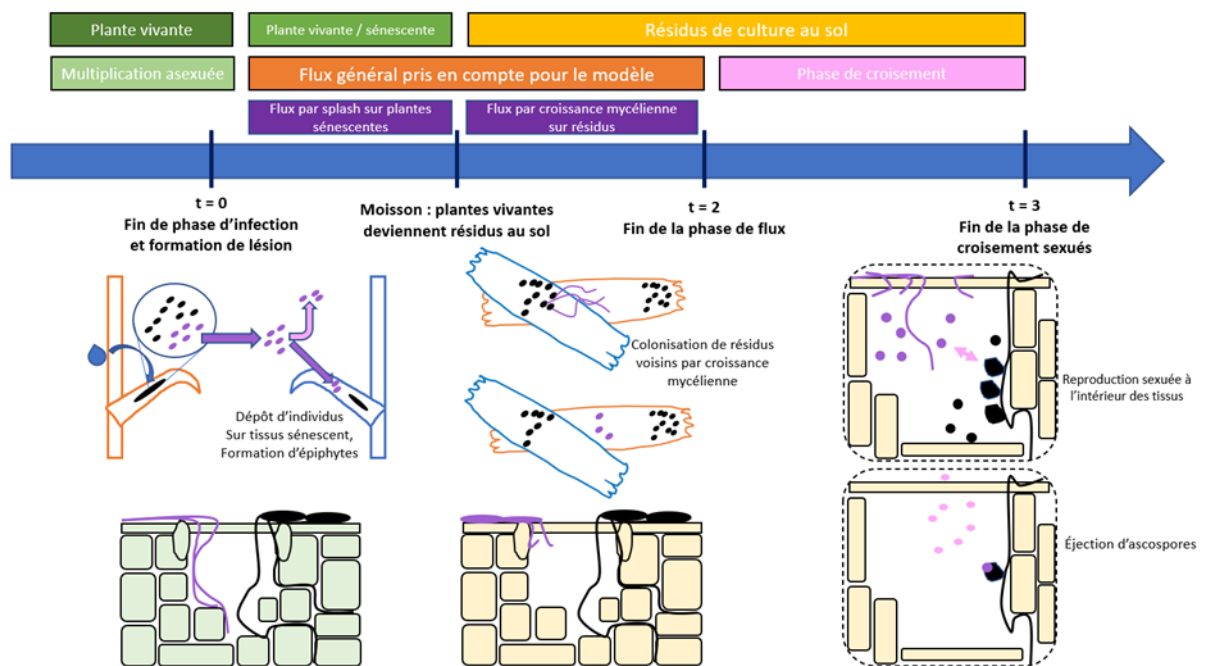 Plante vivante
Plante vivante / sénescente
Résidus de culture au sol
Multiplication asexuée
Flux général pris en compte pour le modèle
Phase de croisement
Flux par splash sur plantes
sénescentes
Flux par croissance mycélienne
sur résidus
t = 0
Fin de phase d'infection
et formation de lésion
Moisson : plantes vivantes
deviennent résidus au sol
t = 2
Fin de la phase de flux
t = 3
Fin de la phase de
croisement sexués
Dépôt d'individus
Sur tissus sénescent,
Formation d'épiphytes
Colonisation de résidus
voisins par croissance
mycélienne
Reproduction sexuée à
l'intérieur des tissus
Éjection d'ascospores